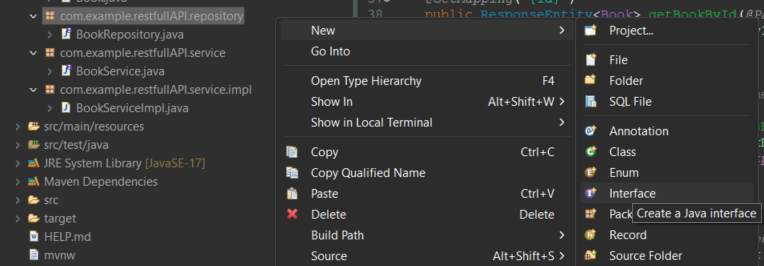 BookJava
com.example.restfullAPI.repository
BookRepository.java
com.example.restfullAPI.service
BookService.java
com.example.restfullAPI.service.impl
BookServiceImpl.java
src/main/resources
src/test/java
JRE System Library [JavaSE-17]
Maven Dependencies
src
target
HELP.md
mvnw
38
public ResponseEntity<Book> getBookById(@Pa
New
Go Into
Open Type Hierarchy F4
Show In Alt+Shift+W >
Show in Local Terminal >
Copy Ctrl+C
Copy Qualified Name
Paste Ctrl+V
Delete Delete
Build Path >
Source Alt+Shift+S >
Project...
File
Folder
SQL File
Annotation
Class
Enum
Interface
Pack
Create a Java interface
Record
Source Folder